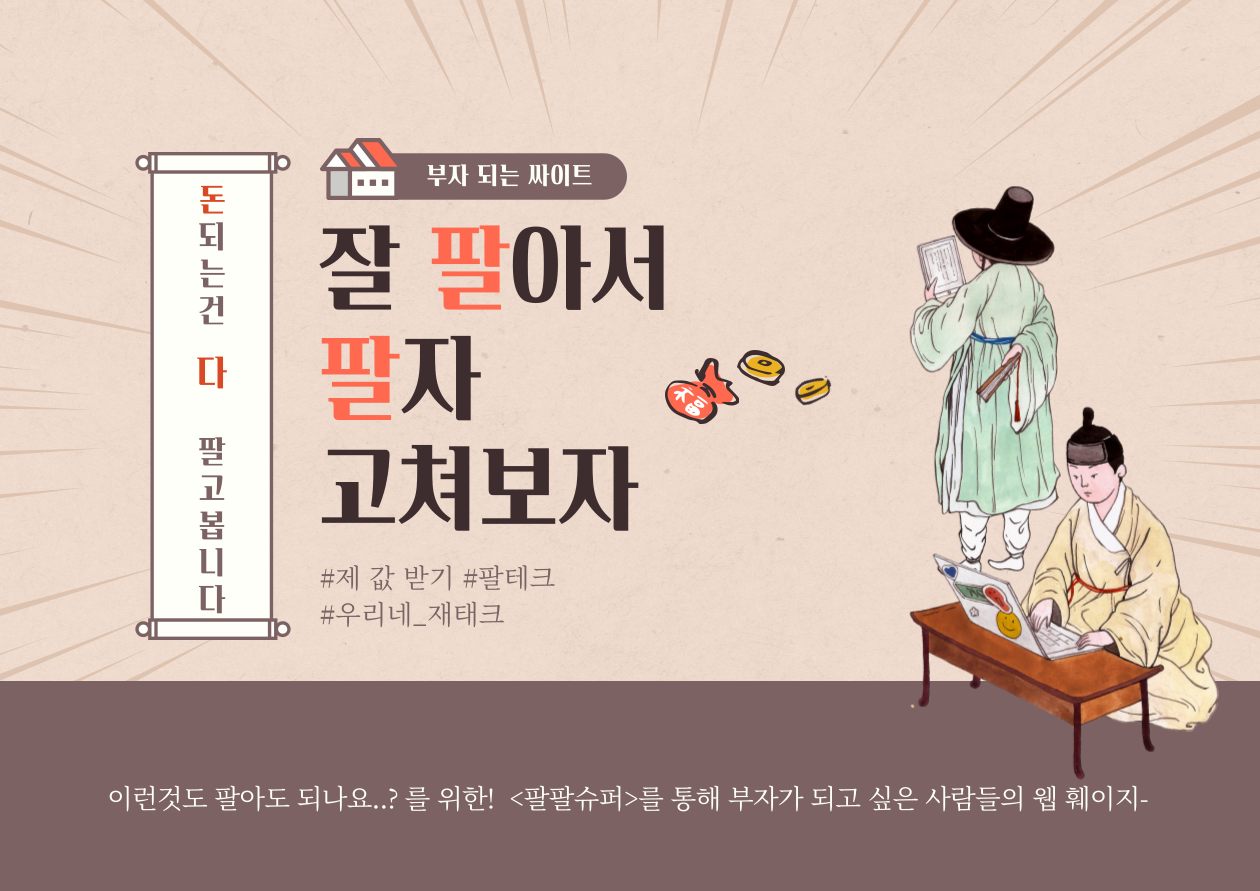 돈되는건 다 팔고봅니다
부자 되는 싸이트
잘 팔아서
팔자
고쳐보자
#제 값 받기 #팔테크
#우리네_재태크
福
이런것도 팔아도 되나요..? 를 위한! <팔팔슈퍼>를 통해 부자가 되고 싶은 사람들의 웹 훼이지-